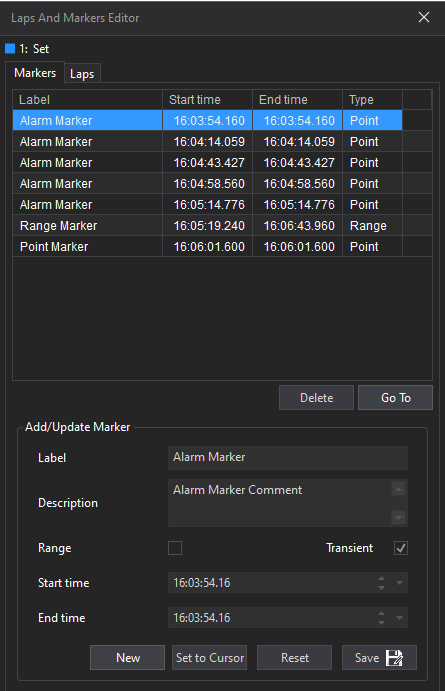 Laps And Markers Editor
1: Set
Markers Laps
Label Start time End time Type
Alarm Marker 16:03:54.160 16:03:54.160 Point
Alarm Marker 16:04:14.059 16:04:14.059 Point
Alarm Marker 16:04:43.427 16:04:43.427 Point
Alarm Marker 16:04:58.560 16:04:58.560 Point
Alarm Marker 16:05:14.776 16:05:14.776 Point
Range Marker 16:05:19.240 16:06:43.960 Range
Point Marker 16:06:01.600 16:06:01.600 Point
Delete Go To
Add/Update Marker
Label Alarm Marker
Description Alarm Marker Comment
Range Transient
Start time 16:03:54.16
End time 16:03:54.16
New Set to Cursor Reset Save